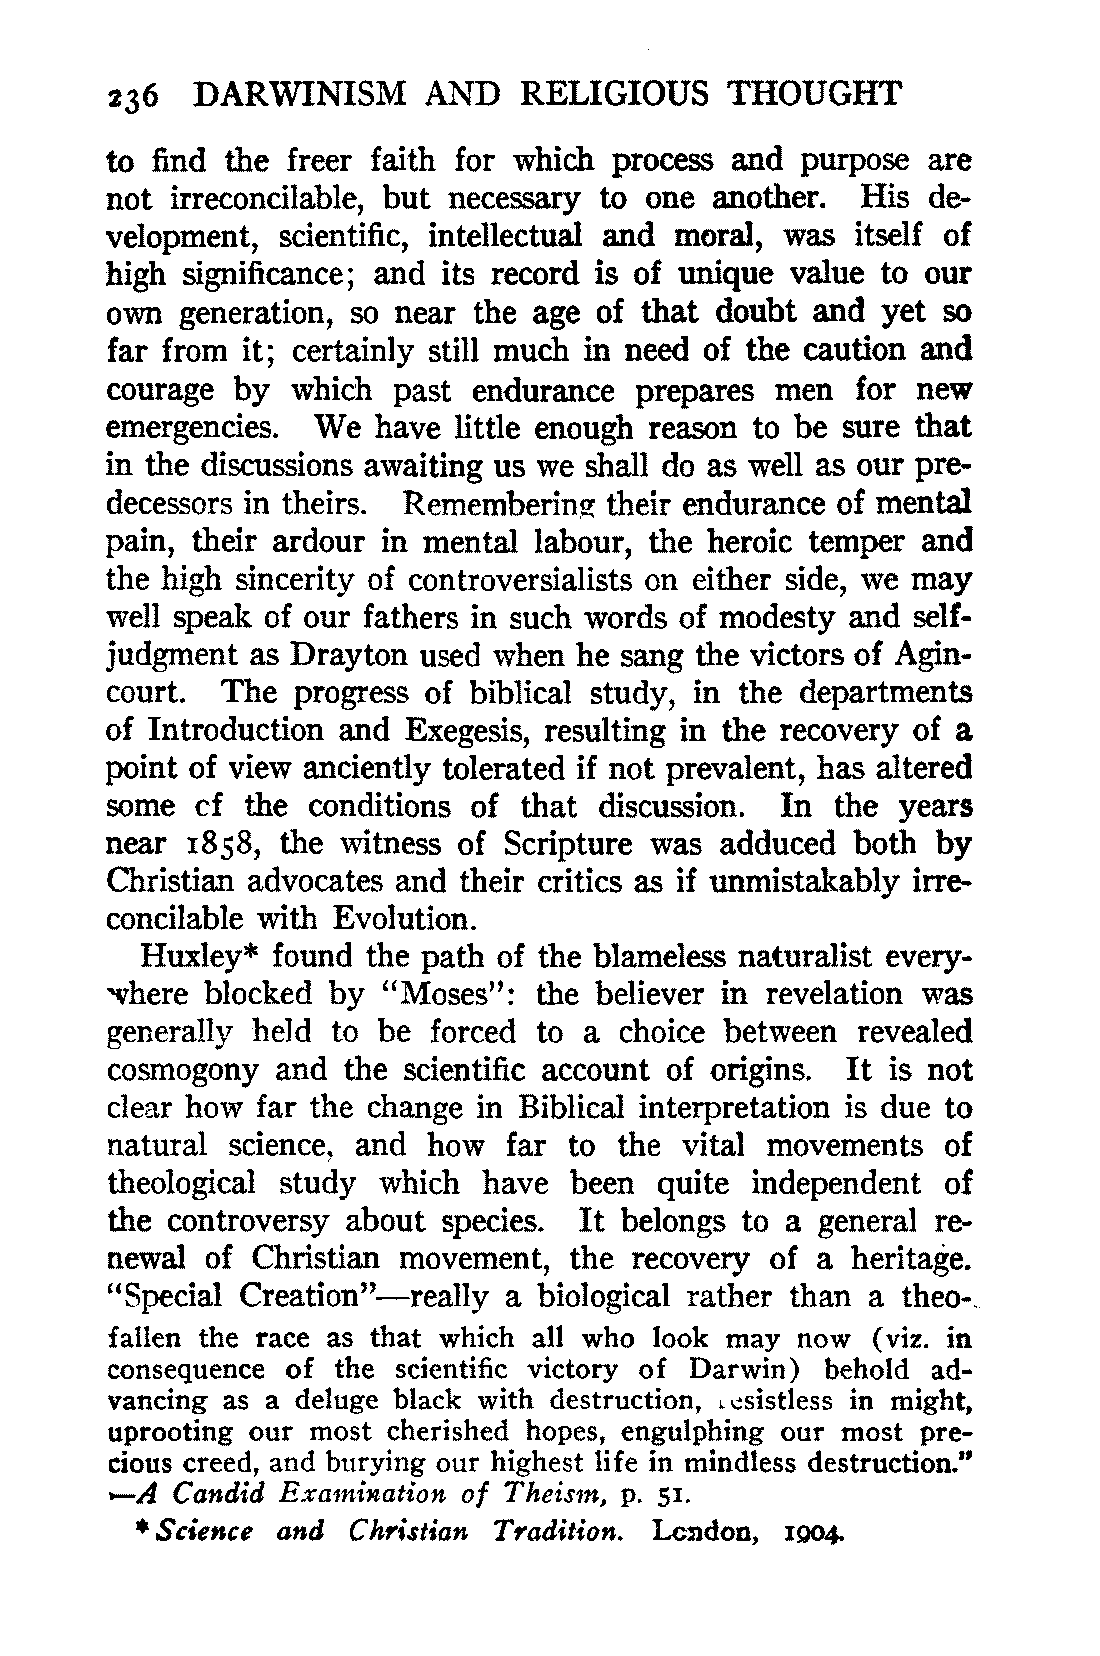 236 DARWINISM AND RELIGIOUS THOUGHT
to find the freer faith for which process and purpose are
not irreconcilable, but necessary to one another. His de-
velopment, scientific, intellectual and moral, was itself of
high significance; and its record is of unique value to our
own generation, so near the age of that doubt and yet so
far from it; certainly still much in need of the caution and
courage by which past endurance prepares men for new
emergencies. We have little enough reason to be sure that
in the discussions awaiting us we shall do as well as our pre-
decessors in theirs. Remembering their endurance of mental
pain, their ardour in mental labour, the heroic temper and
the high sincerity of controversialists on either side, we may
well speak of our fathers in such words of modesty and self-
judgment as Drayton used when he sang the victors of Agin-
court. The progress of biblical study, in the departments
of Introduction and Exegesis, resulting in the recovery of a
point of view anciently tolerated if not prevalent, has altered
some cf the conditions of that discussion. In the years
near 1858, the witness of Scripture was adduced both by
Christian advocates and their critics as if unmistakably irre-
concilable with Evolution.
Huxley* found the path of the blameless naturalist every-
where blocked by "Moses": the believer in revelation was
generally held to be forced to a choice between revealed
cosmogony and the scientific account of origins. It is not
clear how far the change in Biblical interpretation is due to
natural science, and how far to the vital movements of
theological study which have been quite independent of
the controversy about species. It belongs to a general re-
newal of Christian movement, the recovery of a heritage.
"Special Creation"—really a biological rather than a theo-
fallen the race as that which all who look may now (viz. in
consequence of the scientific victory of Darwin) behold ad-
vancing as a deluge black with destruction, resistless in might,
uprooting our most cherished hopes, engulphing our most pre-
cious creed, and burying our highest life in mindless destruction."
—A Candid Examination of Theism, p. 51.
* Science and Christian Tradition. London, 1904.